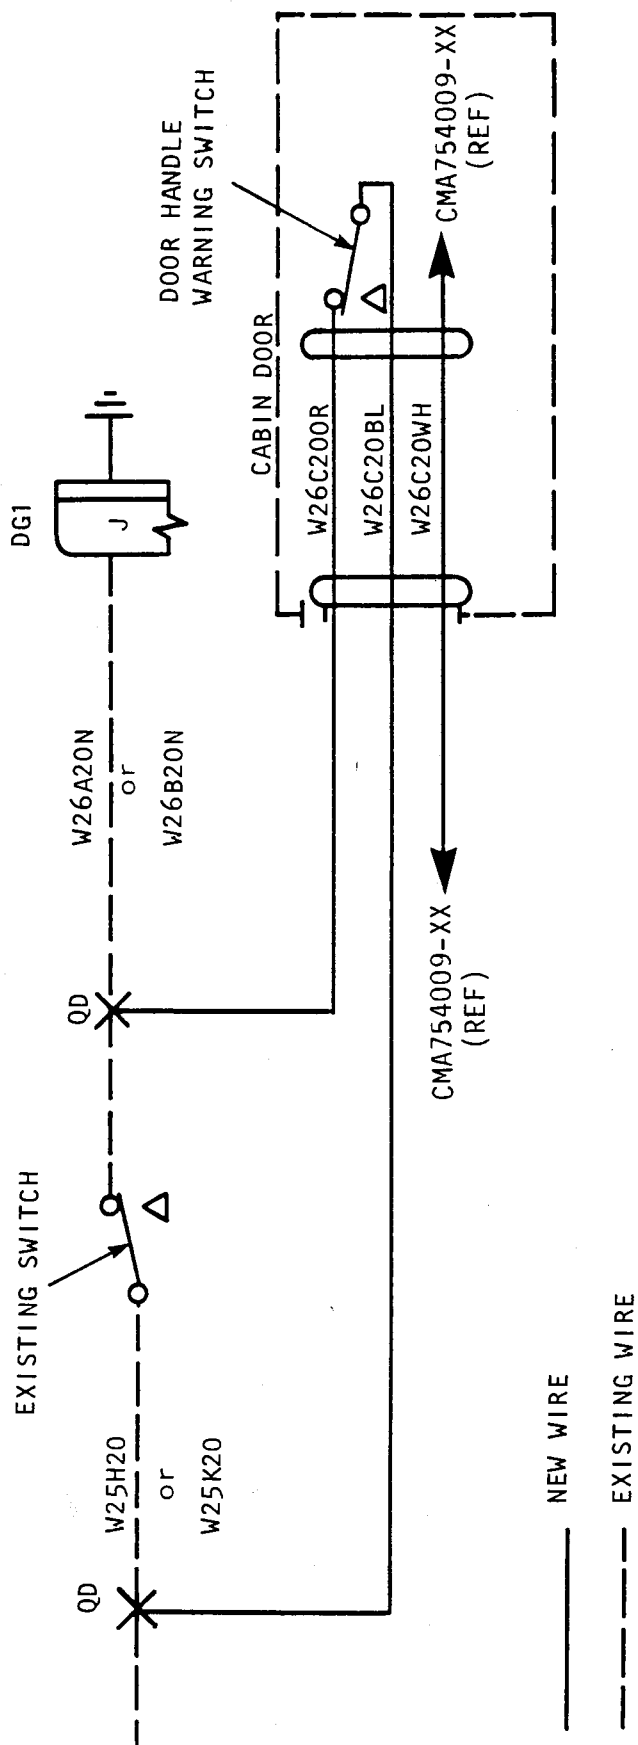 DG1
J
DOOR HANDLE
WARNING SWITCH
CABIN DOOR
CMA754009-XX
(REF)
W26C20OR
W26C20BL
W26C20WH
W26A20N
or
W26B20N
QD
CMA754009-XX
(REF)
EXISTING SWITCH
W25H20
or
W25K20
QD
NEW WIRE
EXISTING WIRE